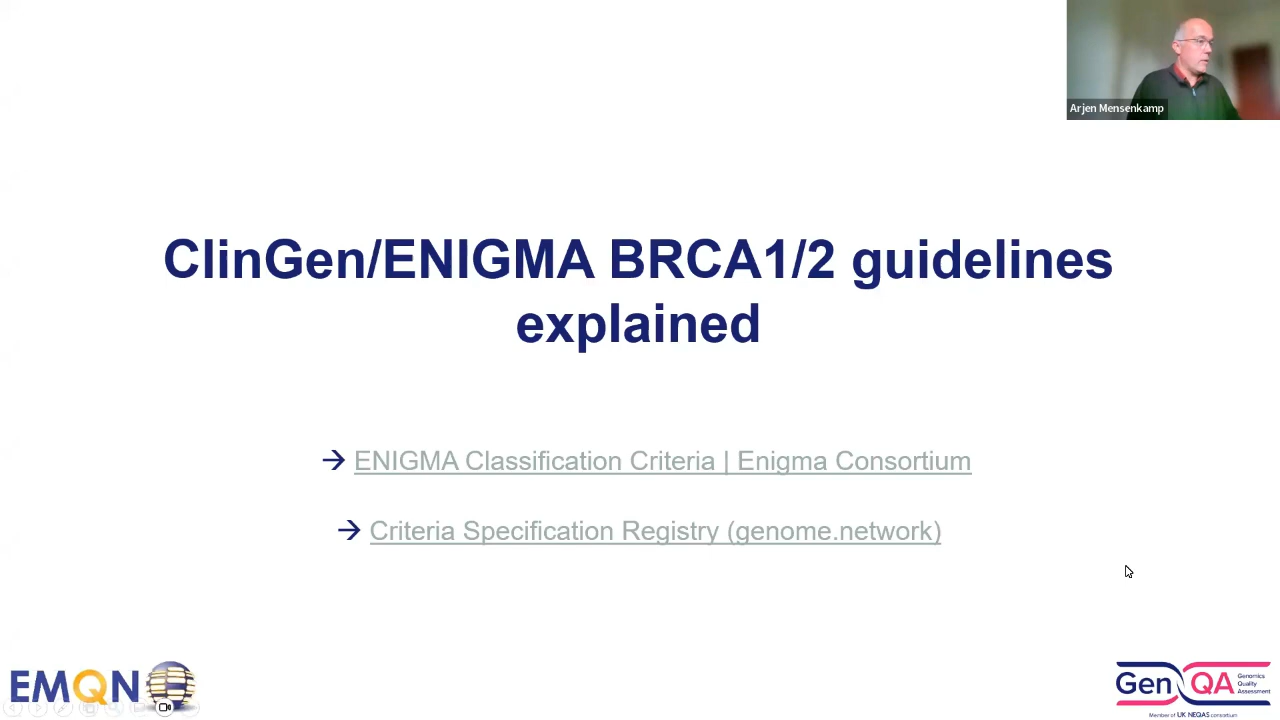 Arjen Mensenkamp
ClinGen/ENIGMA BRCA1/2 guidelines
explained
→ ENIGMA Classification Criteria | Enigma Consortium
→ Criteria Specification Registry (genome.network)
EMQN
GenQA
Genomics
Quality
Assessment
Member of UK NEQAS consortium